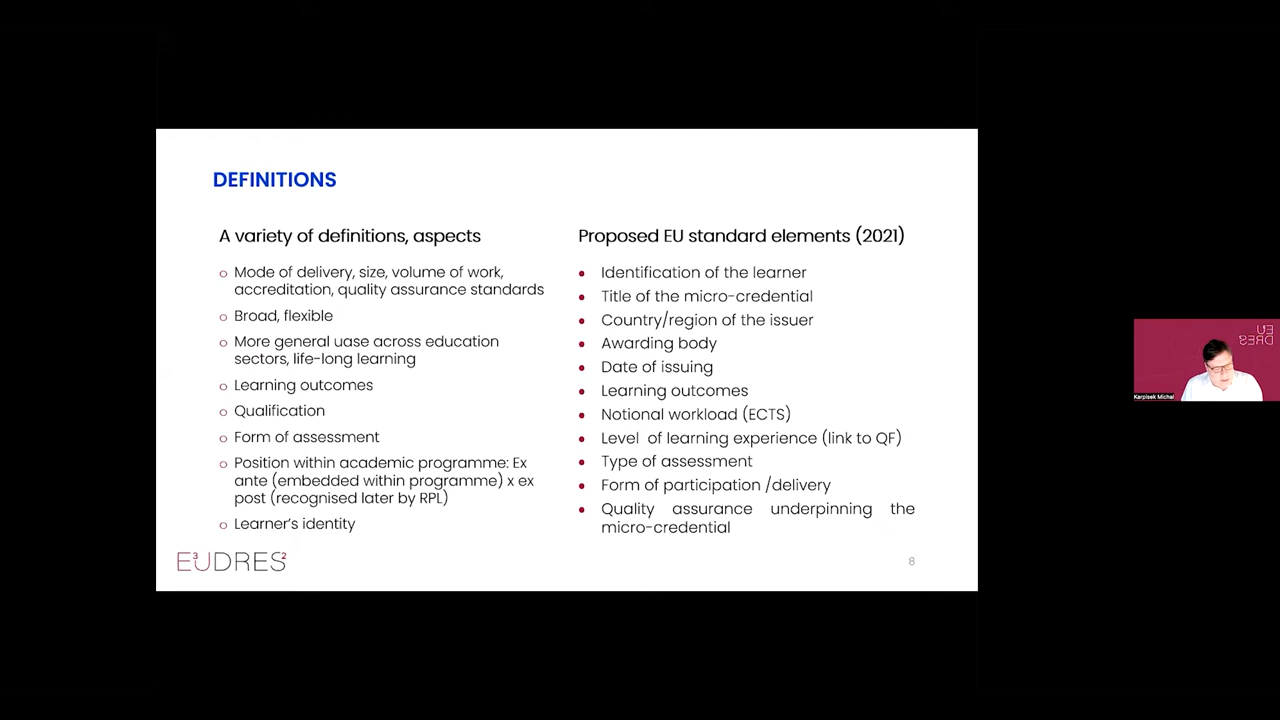 DEFINITIONS
A variety of definitions, aspects
Mode of delivery, size, volume of work,
accreditation, quality assurance standards
Broad, flexible
More general uase across education
sectors, life-long learning
Learning outcomes
Qualification
Form of assessment
Position within academic programme: Ex
ante (embedded within programme) x ex
post (recognised later by RPL)
Learner's identity
Proposed EU standard elements (2021)
Identification of the learner
Title of the micro-credential
Country/region of the issuer
Awarding body
Date of issuing
Learning outcomes
Notional workload (ECTS)
Level of learning experience (link to QF)
Type of assessment
Form of participation /delivery
Quality assurance underpinning the
micro-credential
E³UDRES²
8
EU
DRES
Karpisek Michal